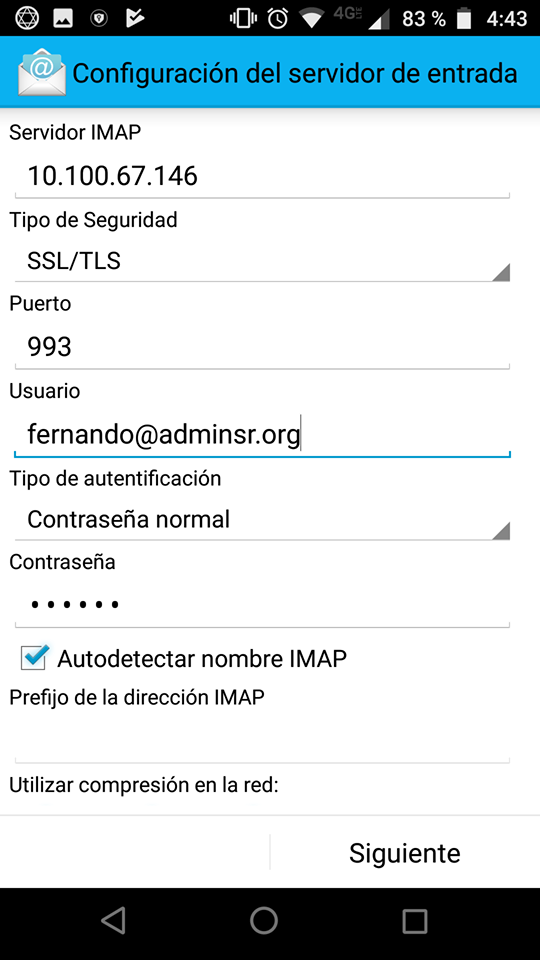 4G LTE 83 % 4:43
@ Configuración del servidor de entrada
Servidor IMAP
10.100.67.146
Tipo de Seguridad
SSL/TLS
Puerto
993
Usuario
fernando@adminsr.org
Tipo de autentificación
Contraseña normal
Contraseña
••••••
Autodetectar nombre IMAP
Prefijo de la dirección IMAP
Utilizar compresión en la red:
Siguiente